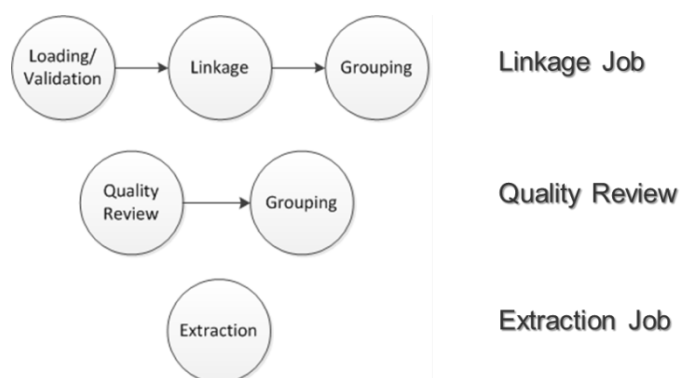 Loading/
Validation
Linkage
Grouping
Linkage Job
Quality
Review
Grouping
Quality Review
Extraction
Extraction Job